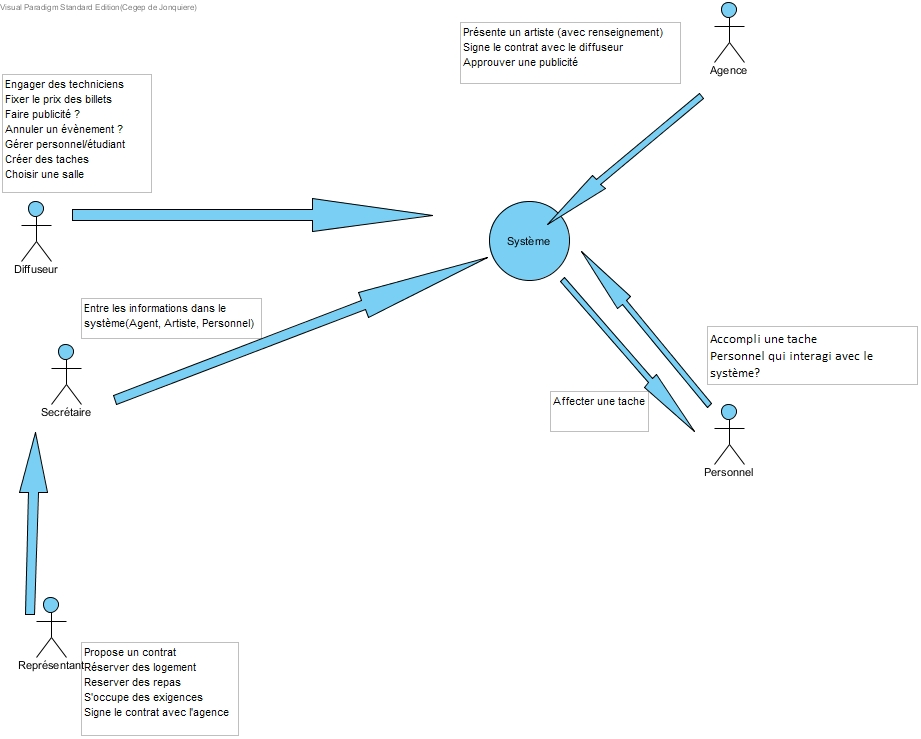 Visual Paradigm Standard Edition(Cegep de Jonquiere)
Présente un artiste (avec renseignement)
Signe le contrat avec le diffuseur
Approuver une publicité
Agence
Engager des techniciens
Fixer le prix des billets
Faire publicité ?
Annuler un évènement ?
Gérer personnel/étudiant
Créer des taches
Choisir une salle
Diffuseur
Système
Entre les informations dans le
système(Agent, Artiste, Personnel)
Secrétaire
Accompli une tache
Personnel qui interagi avec le
système?
Affecter une tache
Personnel
Représentant
Propose un contrat
Réserver des logement
Reserver des repas
S'occupe des exigences
Signe le contrat avec l'agence